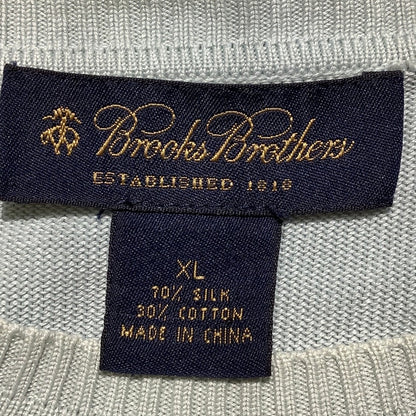 Brooks Brothers
ESTABLISHED 1818
XL
70% SILK
30% COTTON
MADE IN CHINA